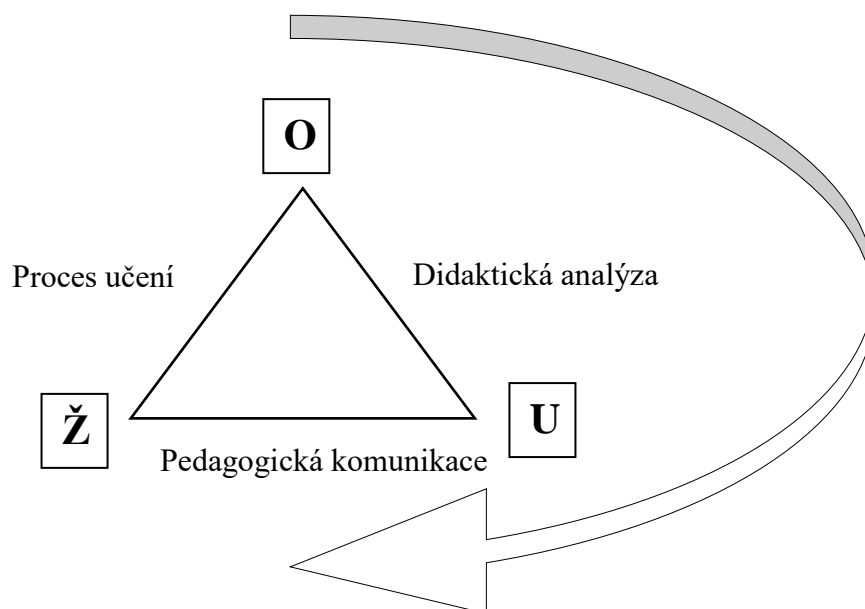 O
Proces učení
Didaktická analýza
Ž
U
Pedagogická komunikace